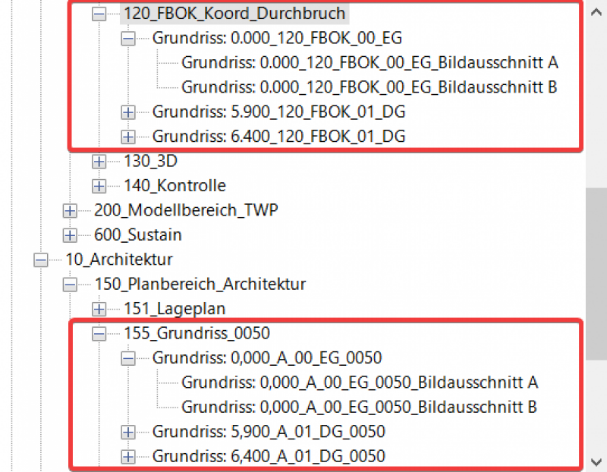 120_FBOK_Koord_Durchbruch
Grundriss: 0.000_120_FBOK_00_EG
Grundriss: 0.000_120_FBOK_00_EG_Bildausschnitt A
Grundriss: 0.000_120_FBOK_00_EG_Bildausschnitt B
Grundriss: 5.900_120_FBOK_01_DG
Grundriss: 6.400_120_FBOK_01_DG
130_3D
140_Kontrolle
200_Modellbereich_TWP
600_Sustain
10_Architektur
150_Planbereich_Architektur
151_Lageplan
155_Grundriss_0050
Grundriss: 0,000_A_00_EG_0050
Grundriss: 0,000_A_00_EG_0050_Bildausschnitt A
Grundriss: 0,000_A_00_EG_0050_Bildausschnitt B
Grundriss: 5,900_A_01_DG_0050
Grundriss: 6,400_A_01_DG_0050